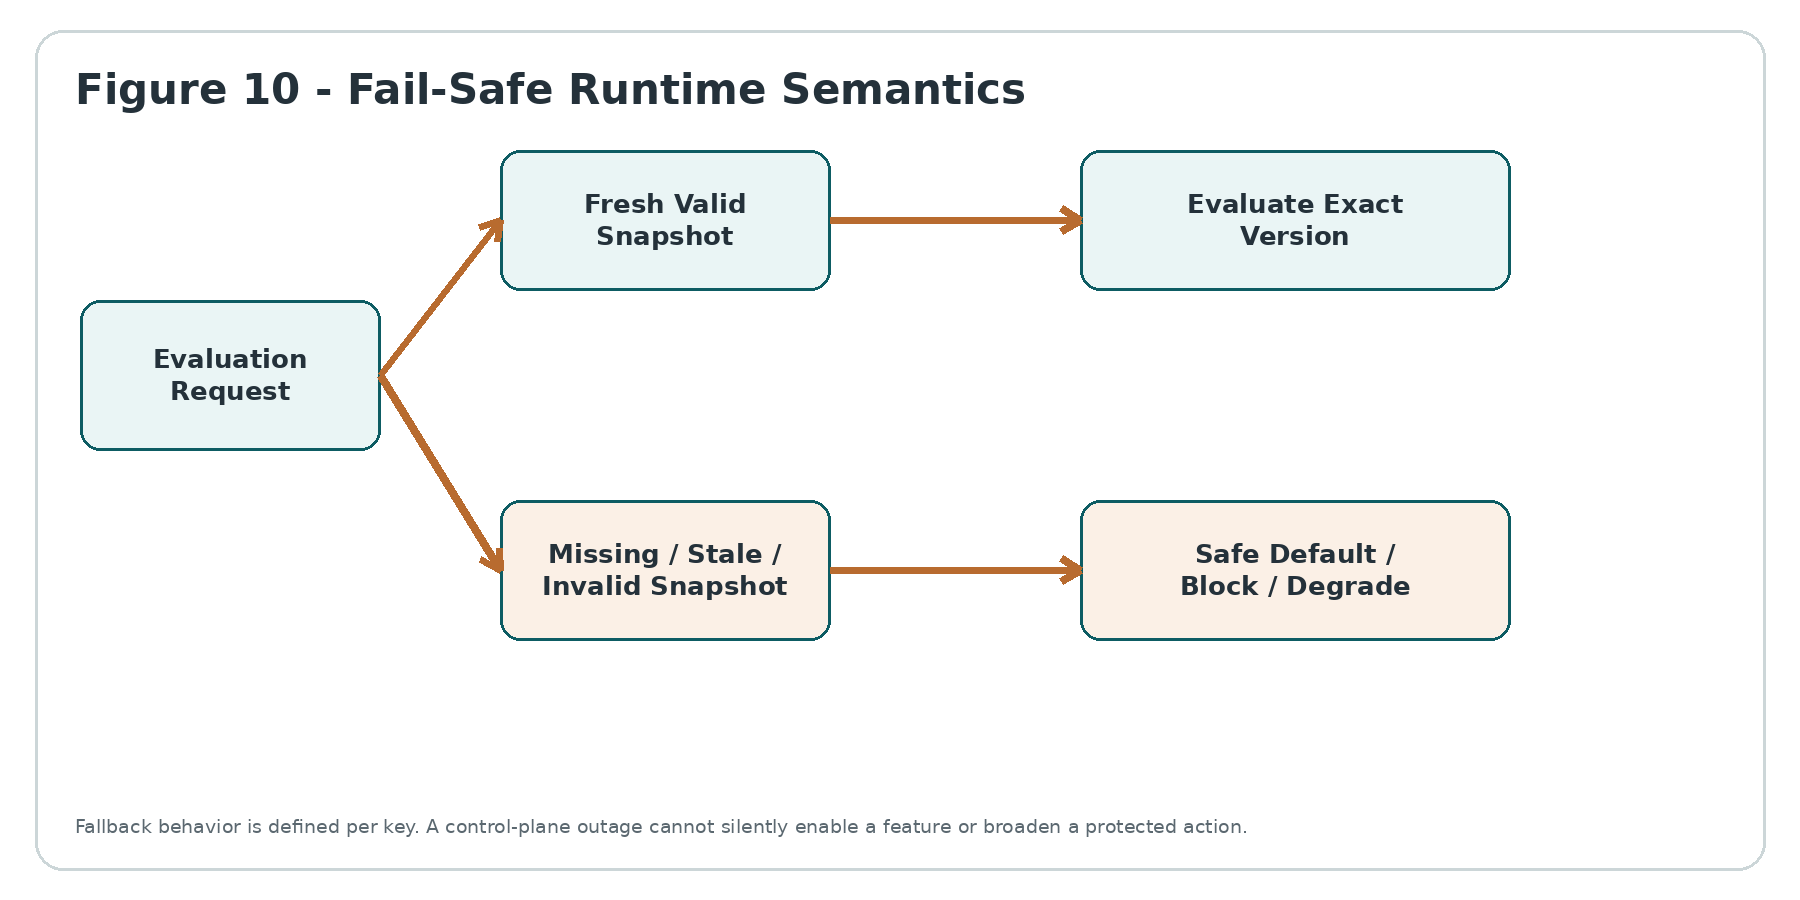 Figure 10 - Fail-Safe Runtime Semantics
Fresh Valid
Snapshot
Evaluate Exact
Version
Evaluation
Request
Missing / Stale /
Invalid Snapshot
Safe Default /
Block / Degrade
Fallback behavior is defined per key. A control-plane outage cannot silently enable a feature or broaden a protected action.